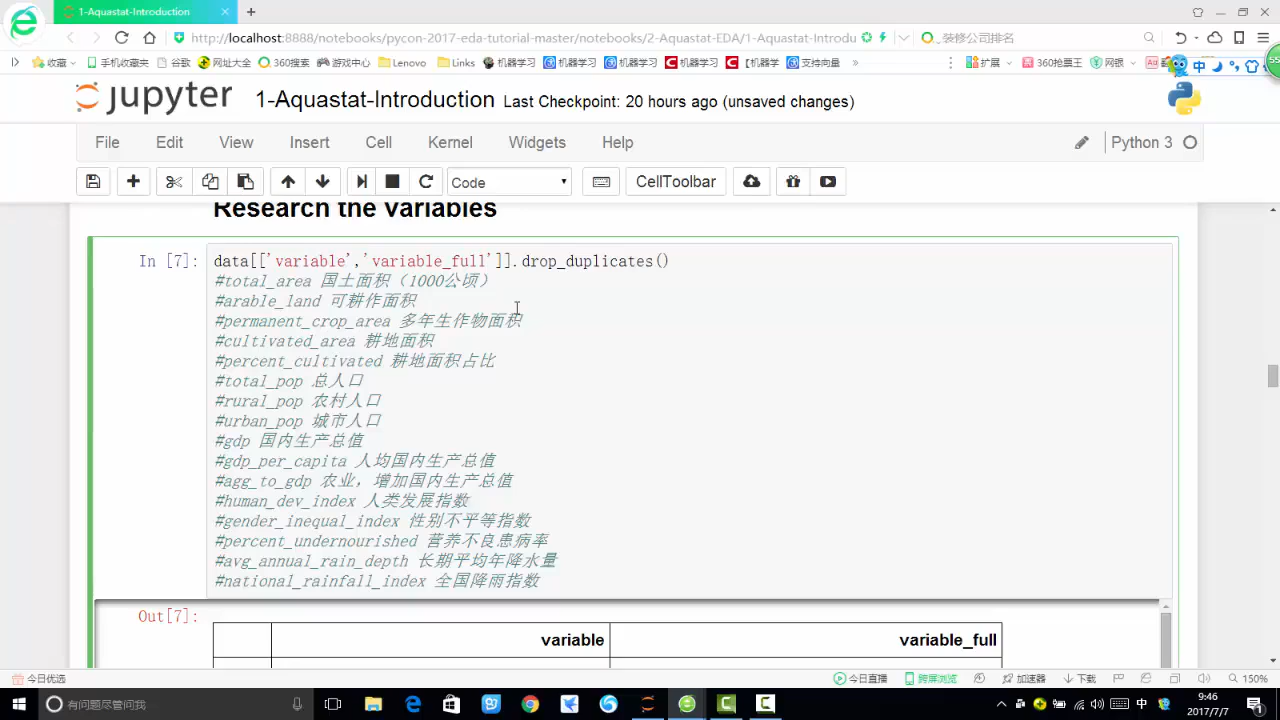 1-Aquastat-Introduction
http://localhost:8888/notebooks/pycon-2017-eda-tutorial-master/notebooks/2-Aquastat-EDA/1-Aquastat-Introdu
装修公司排名
收藏 手机收藏夹 谷歌 网址大全 360搜索 游戏中心 Lenovo Links 机器学习 机器学习 机器学习 机器学习 【机器学 支持向量 » 扩展 360抢票王 网银 Ad 中
55
jupyter 1-Aquastat-Introduction Last Checkpoint: 20 hours ago (unsaved changes)
File Edit View Insert Cell Kernel Widgets Help Python 3
Code CellToolbar
Research the variables
In [7]: data[['variable','variable_full']].drop_duplicates()
#total_area 国土面积（1000公顷）
#arable_land 可耕作面积
#permanent_crop_area 多年生作物面积
#cultivated_area 耕地面积
#percent_cultivated 耕地面积占比
#total_pop 总人口
#rural_pop 农村人口
#urban_pop 城市人口
#gdp 国内生产总值
#gdp_per_capita 人均国内生产总值
#agg_to_gdp 农业，增加国内生产总值
#human_dev_index 人类发展指数
#gender_inequal_index 性别不平等指数
#percent_undernourished 营养不良患病率
#avg_annual_rain_depth 长期平均年降水量
#national_rainfall_index 全国降雨指数
Out[7]:
variable variable_full
今日优选 今日直播 跨屏浏览 加速器 下载 150%
有问题尽管问我 中 9:46
2017/7/7